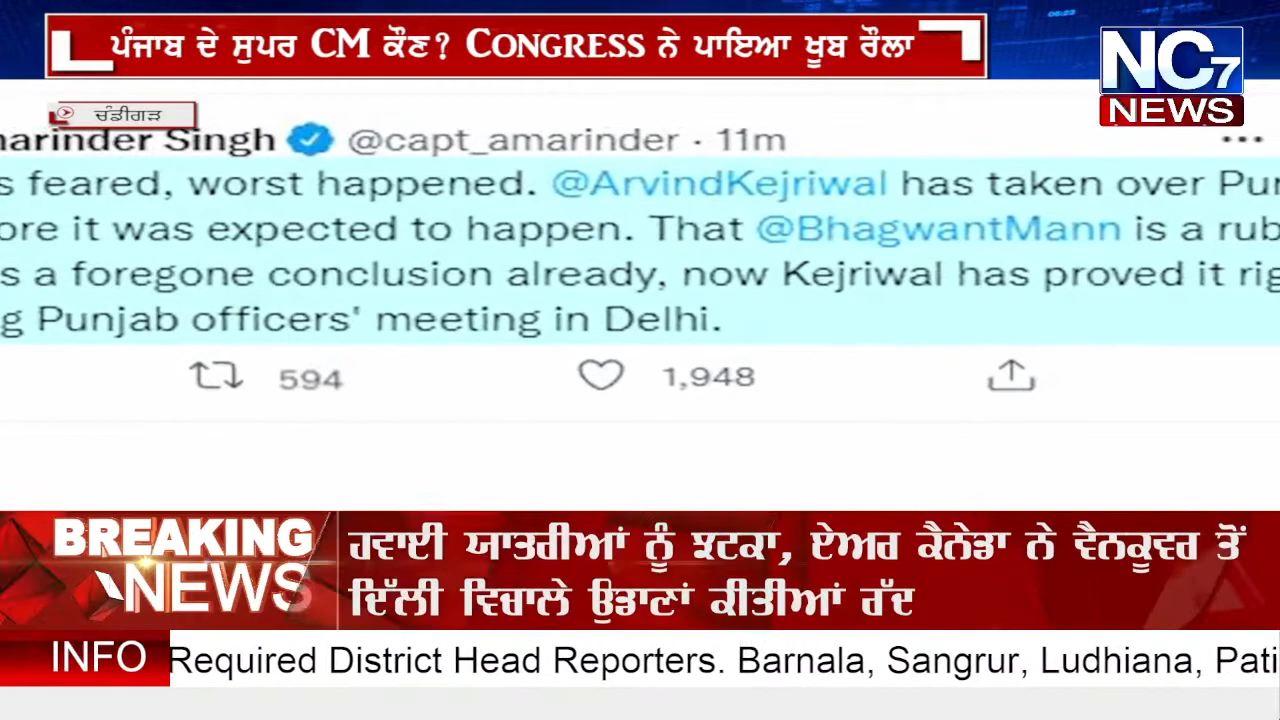 ਪੰਜਾਬ ਦੇ ਸੁਪਰ CM ਕੌਣ? CONGRESS ਨੇ ਪਾਇਆ ਖੂਬ ਰੌਲਾ
NC7
NEWS
ਚੰਡੀਗੜ
marinder Singh @capt_amarinder · 11m
s feared, worst happened. @ArvindKejriwal has taken over Pun
ore it was expected to happen. That @BhagwantMann is a rub
s a foregone conclusion already, now Kejriwal has proved it rig
g Punjab officers' meeting in Delhi.
594 1,948
BREAKING
NEWS
ਹਵਾਈ ਯਾਤਰੀਆਂ ਨੂੰ ਝਟਕਾ, ਏਅਰ ਕੈਨੇਡਾ ਨੇ ਵੈਨਕੂਵਰ ਤੋਂ
ਦਿੱਲੀ ਵਿਚਾਲੇ ਉਡਾਣਾਂ ਕੀਤੀਆਂ ਰੱਦ
INFO Required District Head Reporters. Barnala, Sangrur, Ludhiana, Pati